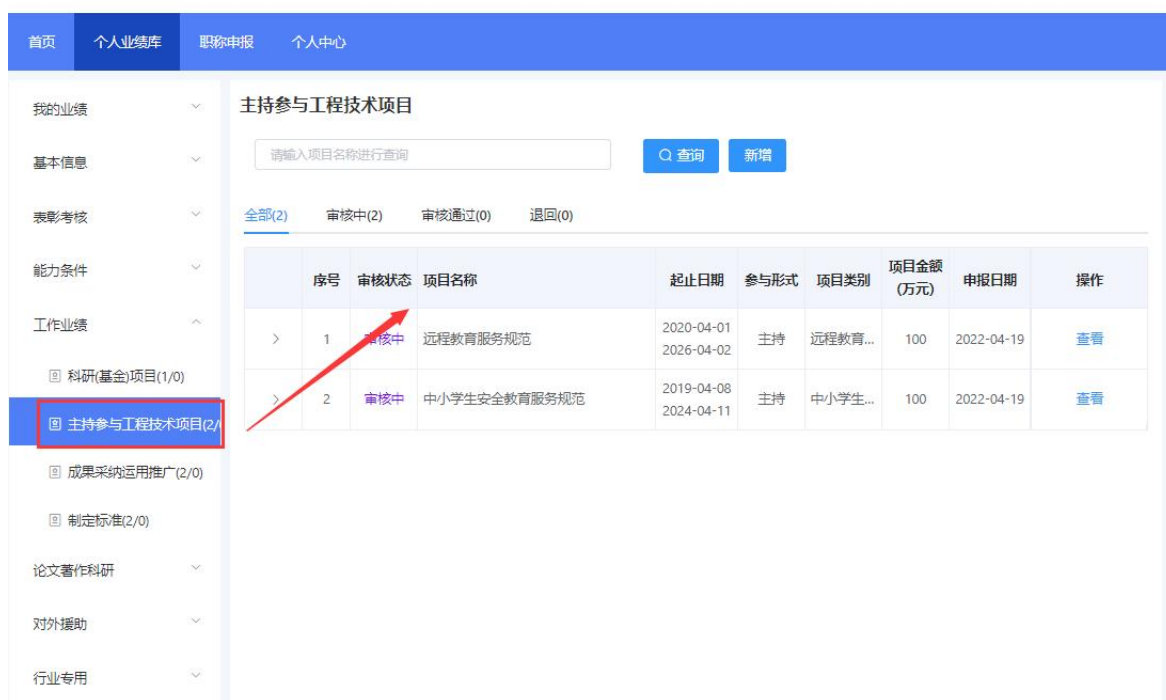 首页 个人业绩库 职称申报 个人中心
我的业绩
基本信息
表彰考核
能力条件
工作业绩
科研(基金)项目(1/0)
主持参与工程技术项目(2/
成果采纳运用推广(2/0)
制定标准(2/0)
论文著作科研
对外援助
行业专用
主持参与工程技术项目
请输入项目名称进行查询 查询 新增
全部(2) 审核中(2) 审核通过(0) 退回(0)
序号 审核状态 项目名称 起止日期 参与形式 项目类别 项目金额 申报日期 操作
(万元)
1 审核中 远程教育服务规范 2020-04-01 主持 远程教育... 100 2022-04-19 查看
2026-04-02
2 审核中 中小学生安全教育服务规范 2019-04-08 主持 中小学生... 100 2022-04-19 查看
2024-04-11